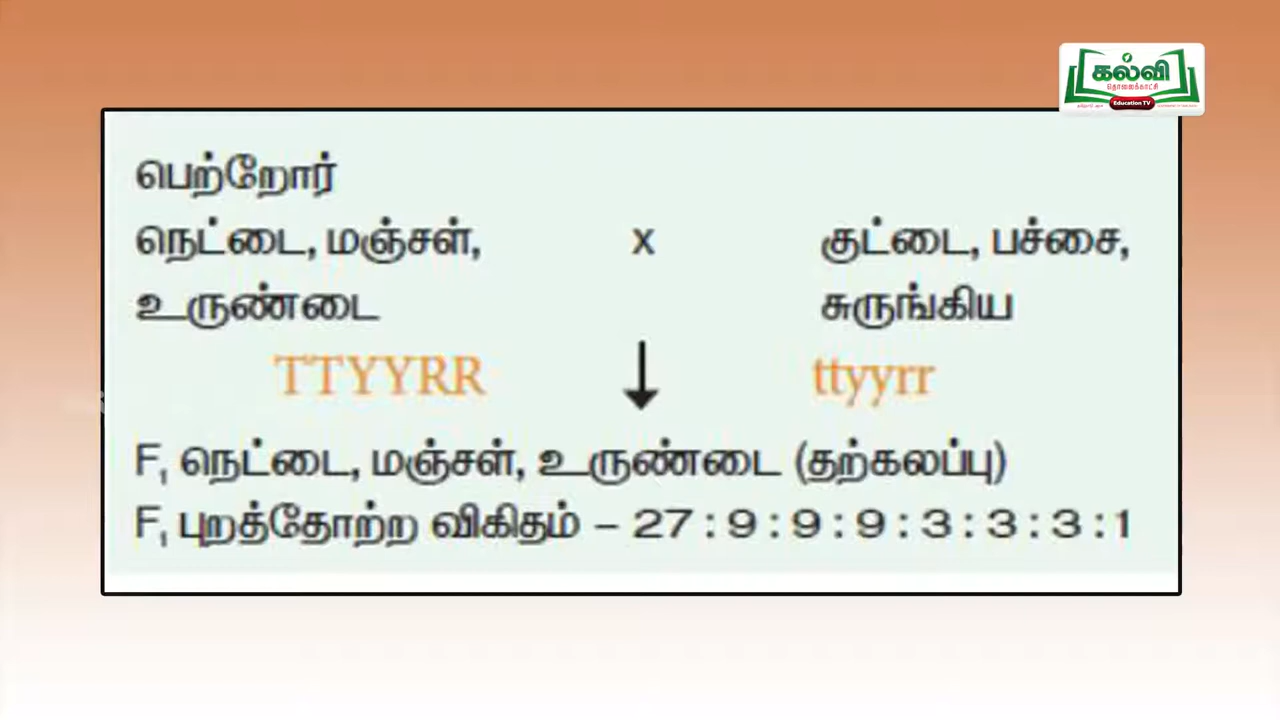 கல்வி
தொலைக்காட்சி
Education TV
பெற்றோர்
நெட்டை, மஞ்சள், x குட்டை, பச்சை,
உருண்டை சுருங்கிய
TTYYRR ttyyrr
F₁ நெட்டை, மஞ்சள், உருண்டை (தற்கலப்பு)
F₁ புறத்தோற்ற விகிதம் – 27 : 9 : 9 : 9 : 3 : 3 : 3 : 1